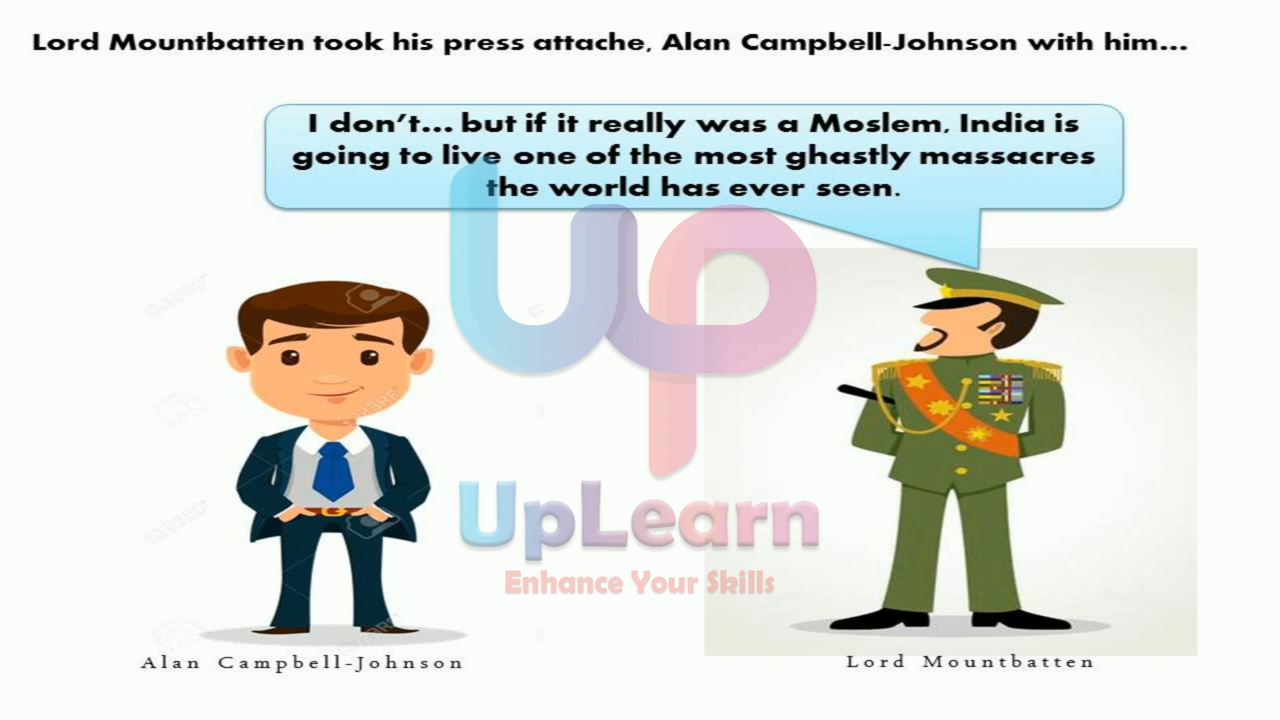 Lord Mountbatten took his press attache, Alan Campbell-Johnson with him...
I don't... but if it really was a Moslem, India is
going to live one of the most ghastly massacres
the world has ever seen.
up
UpLearn
Enhance Your Skills
Alan Campbell-Johnson
Lord Mountbatten